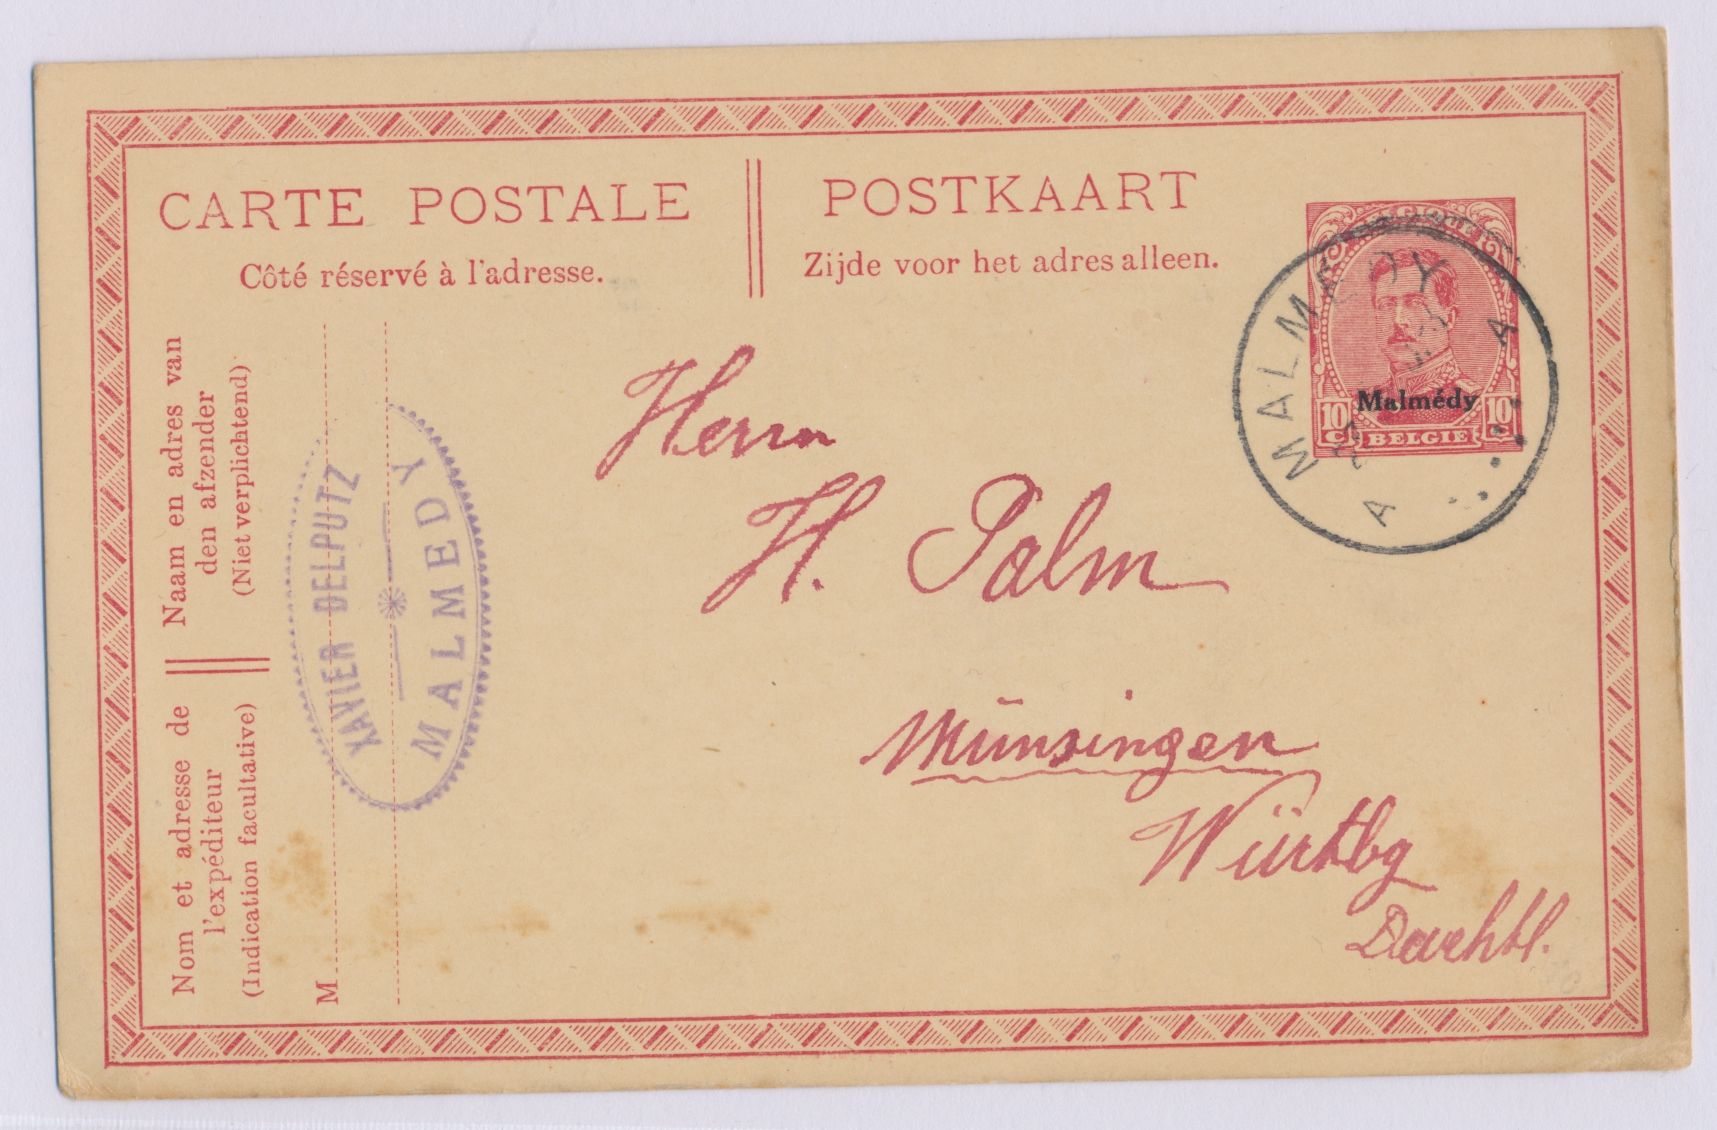 CARTE POSTALE
Côté réservé à l'adresse.
POSTKAART
Zijde voor het adres alleen.
BELGIQUE
Malmédy
10 C BELGIE 10 C
MALMEDY
A A
Naam en adres van
den afzender
(Niet verplichtend)
Nom et adresse de
l'expéditeur
(Indication facultative)
M
XAVIER DELPUTZ
MALMEDY
Herrn
H. Palm
Münsingen
Württbg